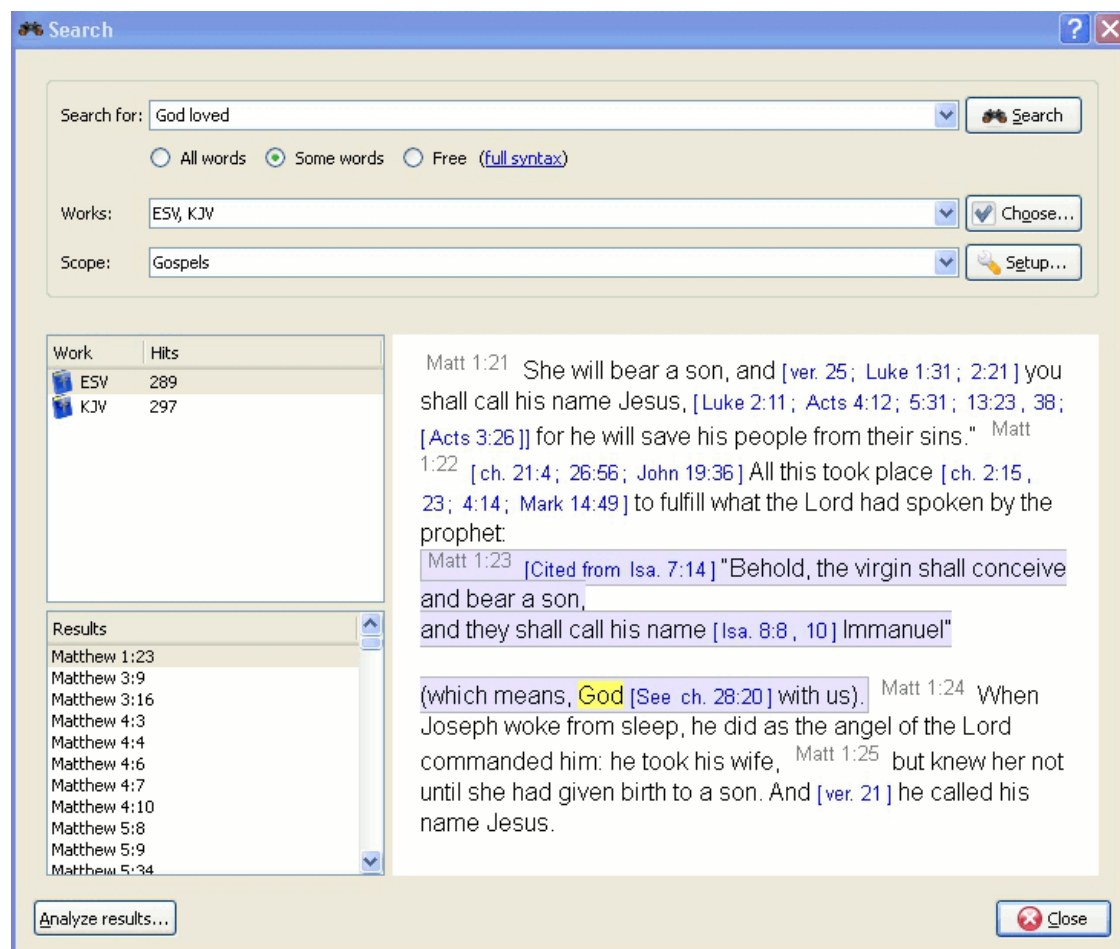 Search
Search for: God loved Search
All words Some words Free (full syntax)
Works: ESV, KJV Choose...
Scope: Gospels Setup...
Work Hits
ESV 289
KJV 297
Results
Matthew 1:23
Matthew 3:9
Matthew 3:16
Matthew 4:3
Matthew 4:4
Matthew 4:6
Matthew 4:7
Matthew 4:10
Matthew 5:8
Matthew 5:9
Matthew 5:34
Matt 1:21 She will bear a son, and [ver. 25; Luke 1:31; 2:21] you
shall call his name Jesus, [Luke 2:11; Acts 4:12; 5:31; 13:23, 38;
[Acts 3:26]] for he will save his people from their sins." Matt
1:22 [ch. 21:4; 26:56; John 19:36] All this took place [ch. 2:15,
23; 4:14; Mark 14:49] to fulfill what the Lord had spoken by the
prophet:
Matt 1:23 [Cited from Isa. 7:14] "Behold, the virgin shall conceive
and bear a son,
and they shall call his name [Isa. 8:8, 10] Immanuel"
(which means, God [See ch. 28:20] with us). Matt 1:24 When
Joseph woke from sleep, he did as the angel of the Lord
commanded him: he took his wife, Matt 1:25 but knew her not
until she had given birth to a son. And [ver. 21] he called his
name Jesus.
Analyze results... Close